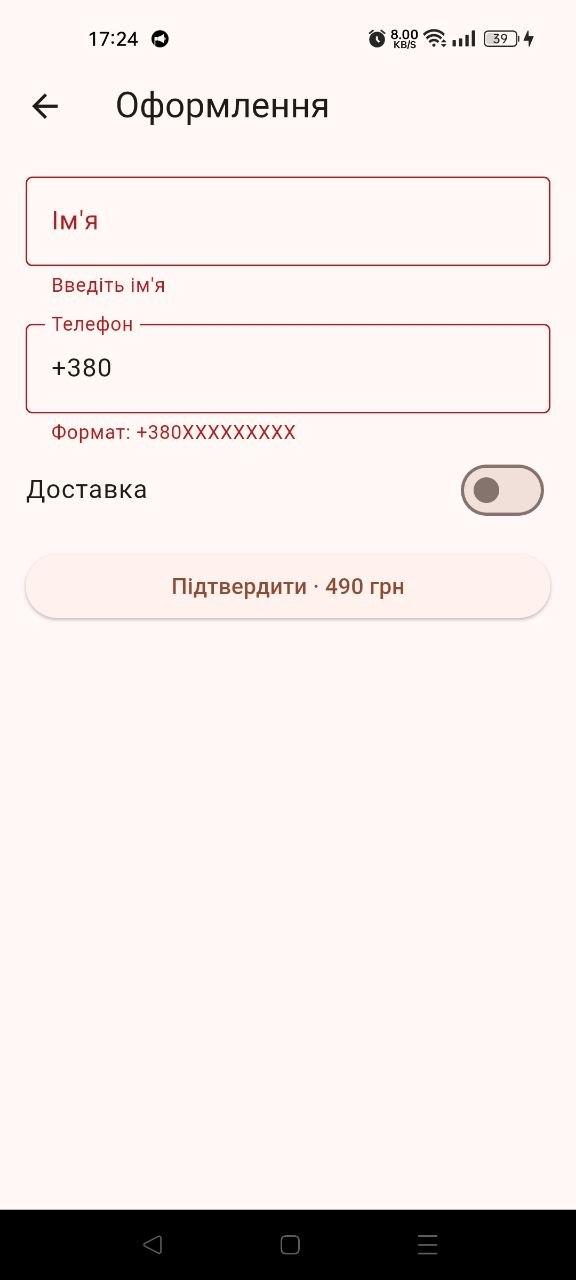 17:24
8.00
KB/S
39
Оформлення
Ім'я
Введіть ім'я
Телефон
+380
Формат: +380XXXXXXXXX
Доставка
Підтвердити · 490 грн